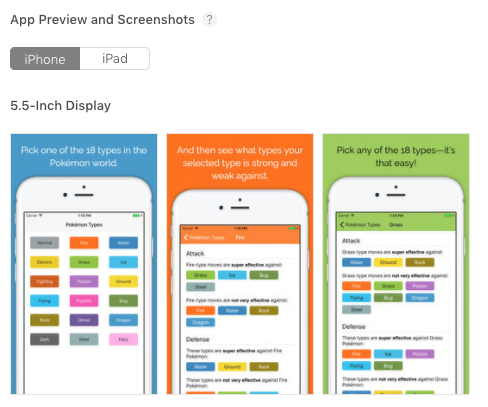 App Preview and Screenshots ?
iPhone iPad
5.5-Inch Display
Pick one of the 18 types in the
Pokémon world.
Pokémon Types
Normal Fire Water
Electric Grass Ice
Fighting Poison Ground
Flying Psychic Bug
Rock Ghost Dragon
Dark Steel Fairy
And then see what types your
selected type is strong and
weak against.
Pokémon Types Fire
Attack
Fire-type moves are super effective against:
Grass Ice Bug
Steel
Fire-type moves are not very effective against:
Fire Water Rock
Dragon
Defense
These types are super effective against Fire
Pokémon:
Water Ground Rock
These types are not very effective against Fire
Pokémon:
Pick any of the 18 types—it's
that easy!
Pokémon Types Grass
Attack
Grass-type moves are super effective against:
Water Ground Rock
Grass-type moves are not very effective against:
Fire Grass Poison
Flying Bug Dragon
Steel
Defense
These types are super effective against Grass
Pokémon:
Fire Ice Poison
Flying Bug
These types are not very effective against Grass
Pokémon: